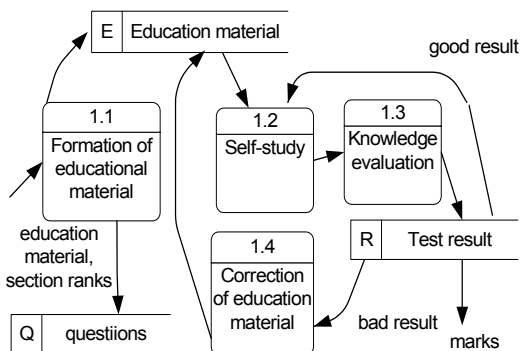 E Education material
good result
1.1
Formation of
educational
material
1.2
Self-study
1.3
Knowledge
evaluation
education
material,
section ranks
1.4
Correction
of education
material
R Test result
bad result
marks
Q questiions